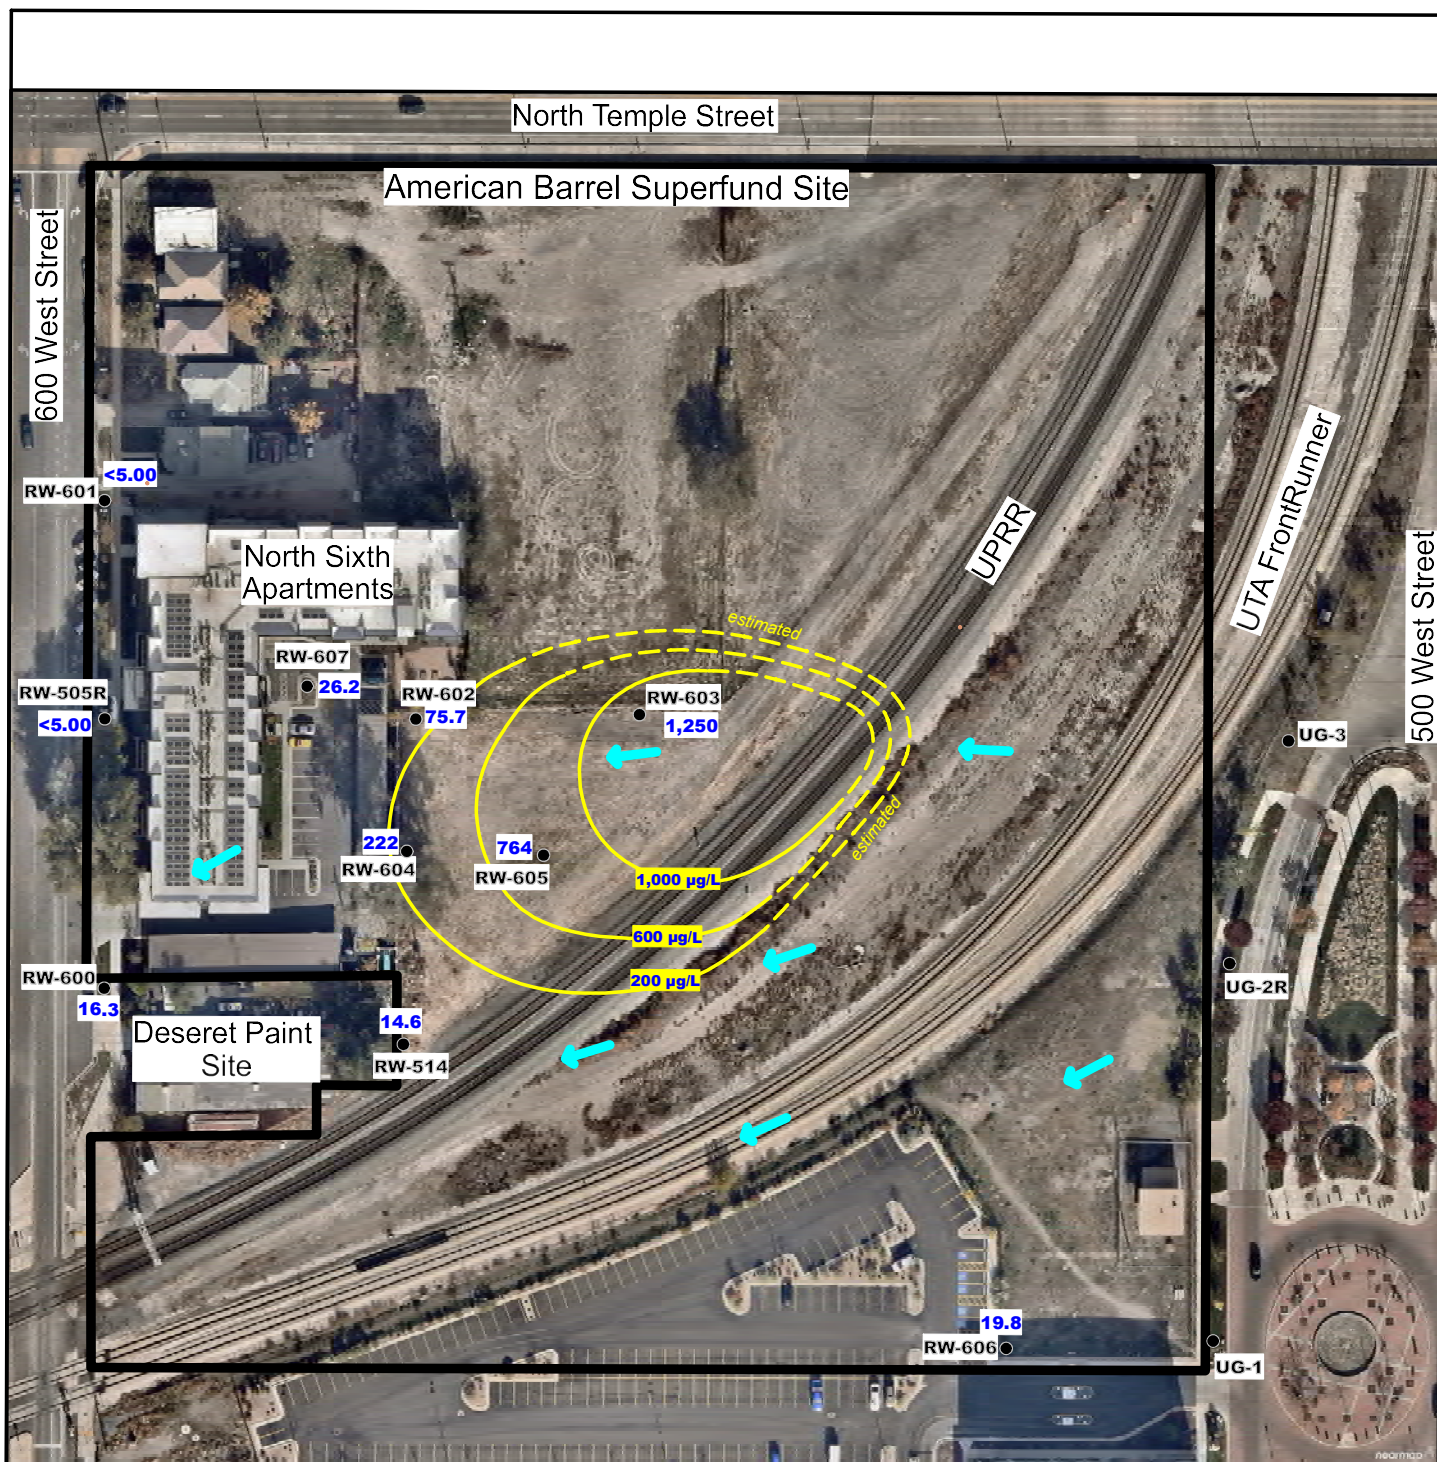 North Temple Street
American Barrel Superfund Site
600 West Street
<5.00
RW-601
North Sixth
Apartments
UPRR
UTA FrontRunner
500 West Street
estimated
RW-607
26.2
RW-505R
<5.00
RW-602
75.7
RW-603
1,250
UG-3
estimated
222
RW-604
764
RW-605
1,000 µg/L
600 µg/L
200 µg/L
RW-600
16.3
UG-2R
14.6
RW-514
Deseret Paint
Site
19.8
RW-606
UG-1
nearmap